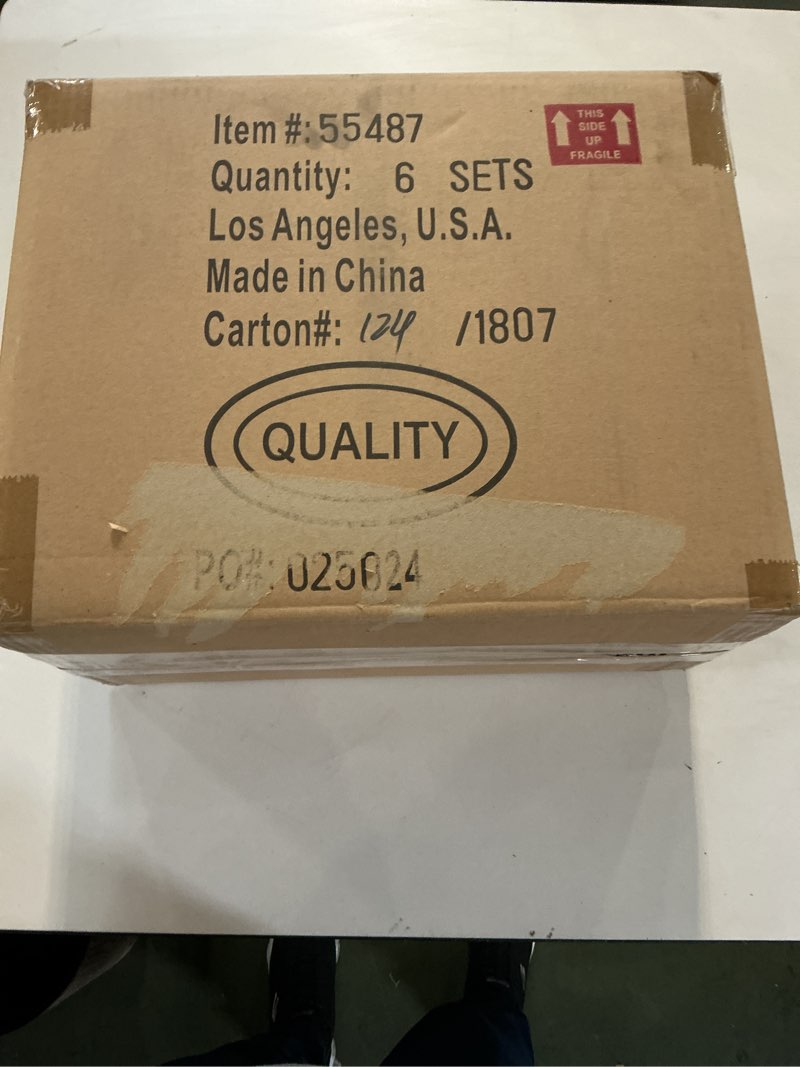 Item #: 55487
THIS
SIDE
UP
FRAGILE
Quantity: 6 SETS
Los Angeles, U.S.A.
Made in China
Carton#: 124 /1807
QUALITY
PO#: 025824